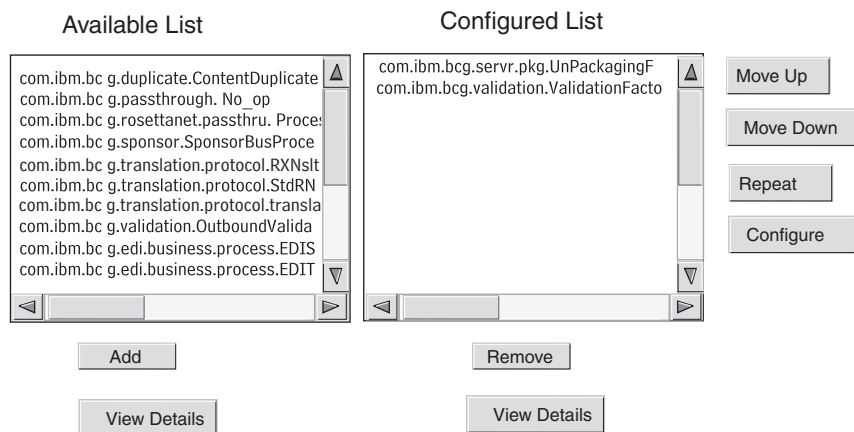 Available List
com.ibm.bc g.duplicate.ContentDuplicate
com.ibm.bc g.passthrough. No_op
com.ibm.bc g.rosettanet.passthru. Proces
com.ibm.bc g.sponsor.SponsorBusProce
com.ibm.bc g.translation.protocol.RXNslt
com.ibm.bc g.translation.protocol.StdRN
com.ibm.bc g.translation.protocol.transla
com.ibm.bc g.validation.OutboundValida
com.ibm.bc g.edi.business.process.EDIS
com.ibm.bc g.edi.business.process.EDIT
Add
View Details
Configured List
com.ibm.bcg.servr.pkg.UnPackagingF
com.ibm.bcg.validation.ValidationFacto
Remove
View Details
Move Up
Move Down
Repeat
Configure